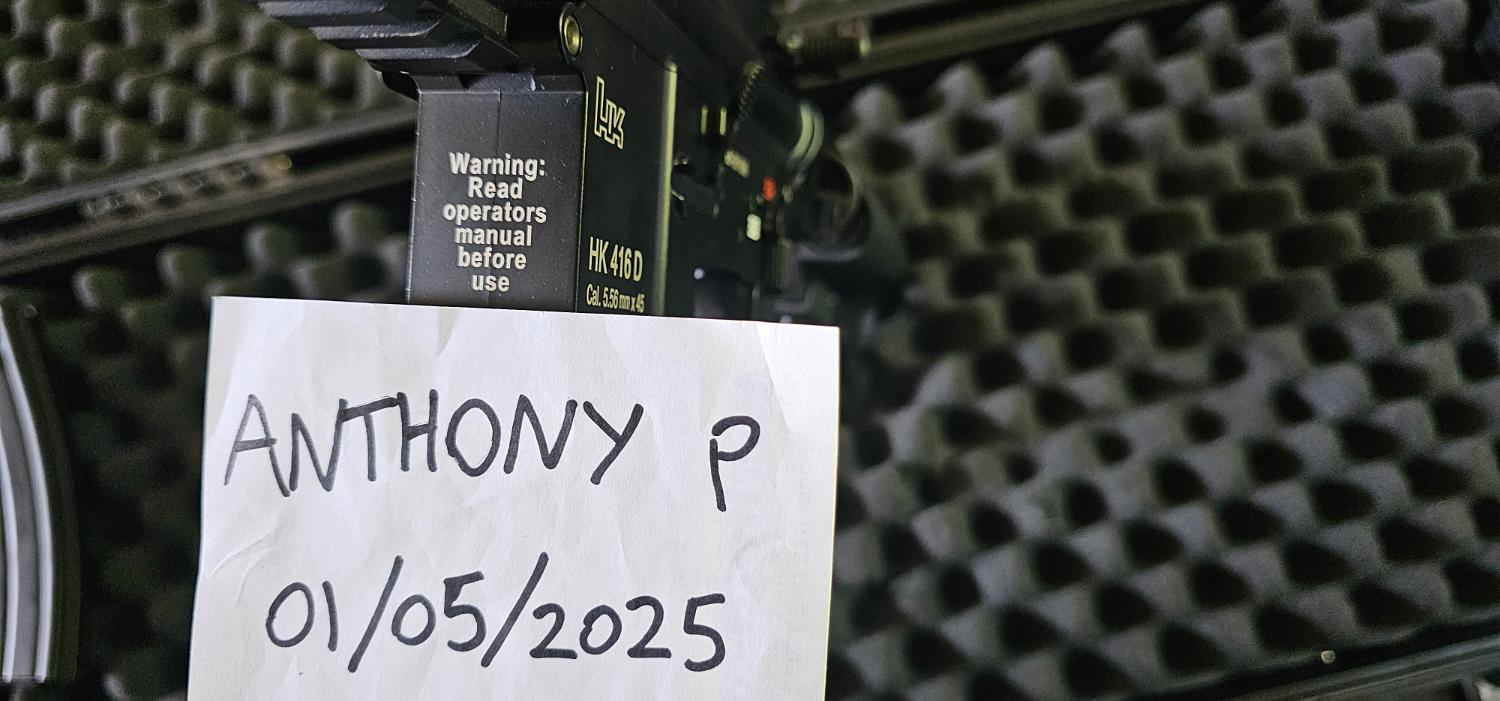 Warning:
Read
operators
manual
before
use
HK
HK 416 D
Cal. 5.56 mm x 45
ANTHONY P
01/05/2025